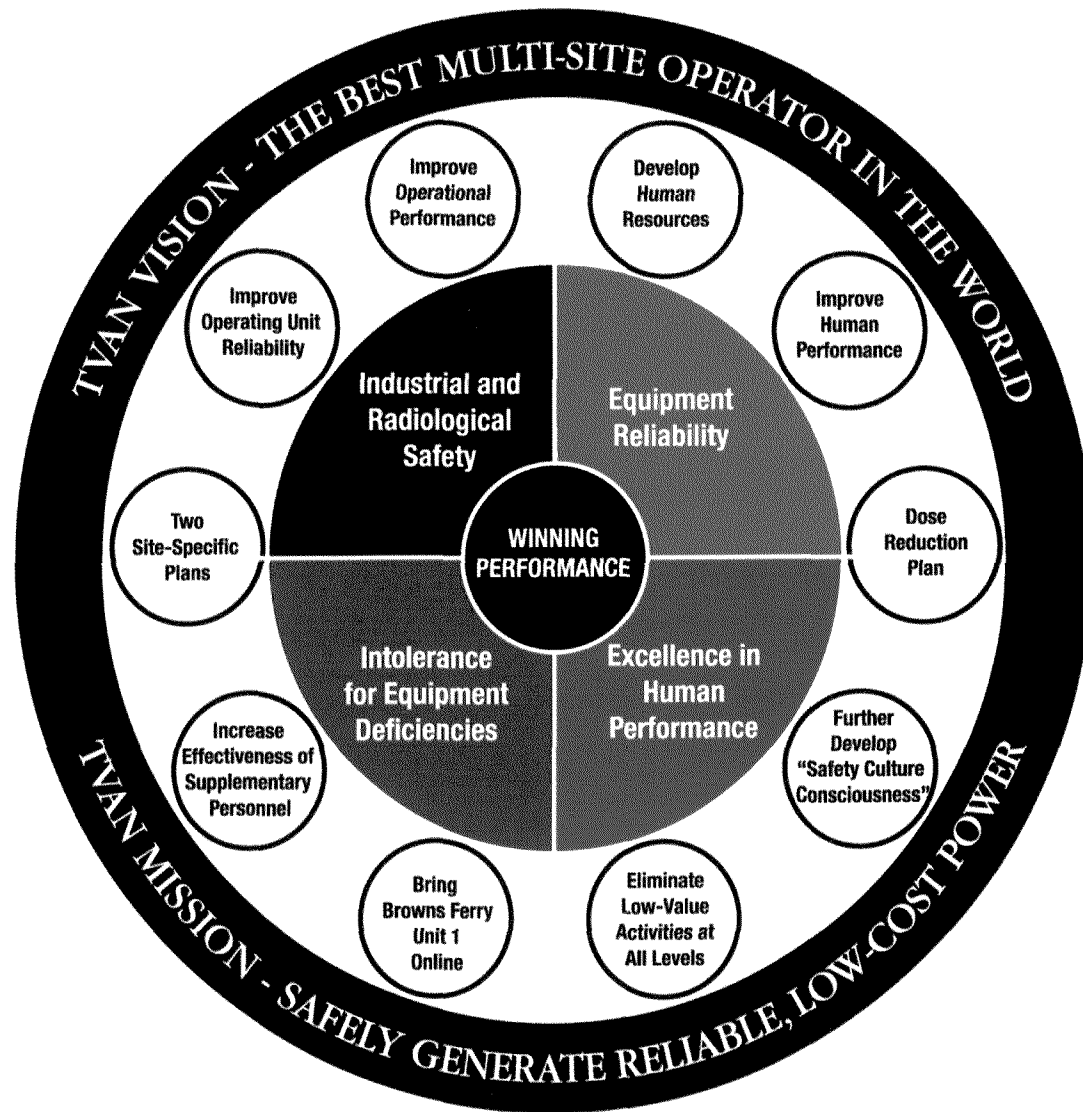 TVAN VISION - THE BEST MULTI-SITE OPERATOR IN THE WORLD
Improve
Operational
Performance
Develop
Human
Resources
Improve
Operating Unit
Reliability
Improve
Human
Performance
Industrial and
Radiological
Safety
Equipment
Reliability
Two
Site-Specific
Plans
WINNING
PERFORMANCE
Dose
Reduction
Plan
Intolerance
for Equipment
Deficiencies
Excellence in
Human
Performance
Increase
Effectiveness of
Supplementary
Personnel
Further
Develop
“Safety Culture
Consciousness”
Bring
Browns Ferry
Unit 1
Online
Eliminate
Low-Value
Activities at
All Levels
TVAN MISSION - SAFELY GENERATE RELIABLE, LOW-COST POWER